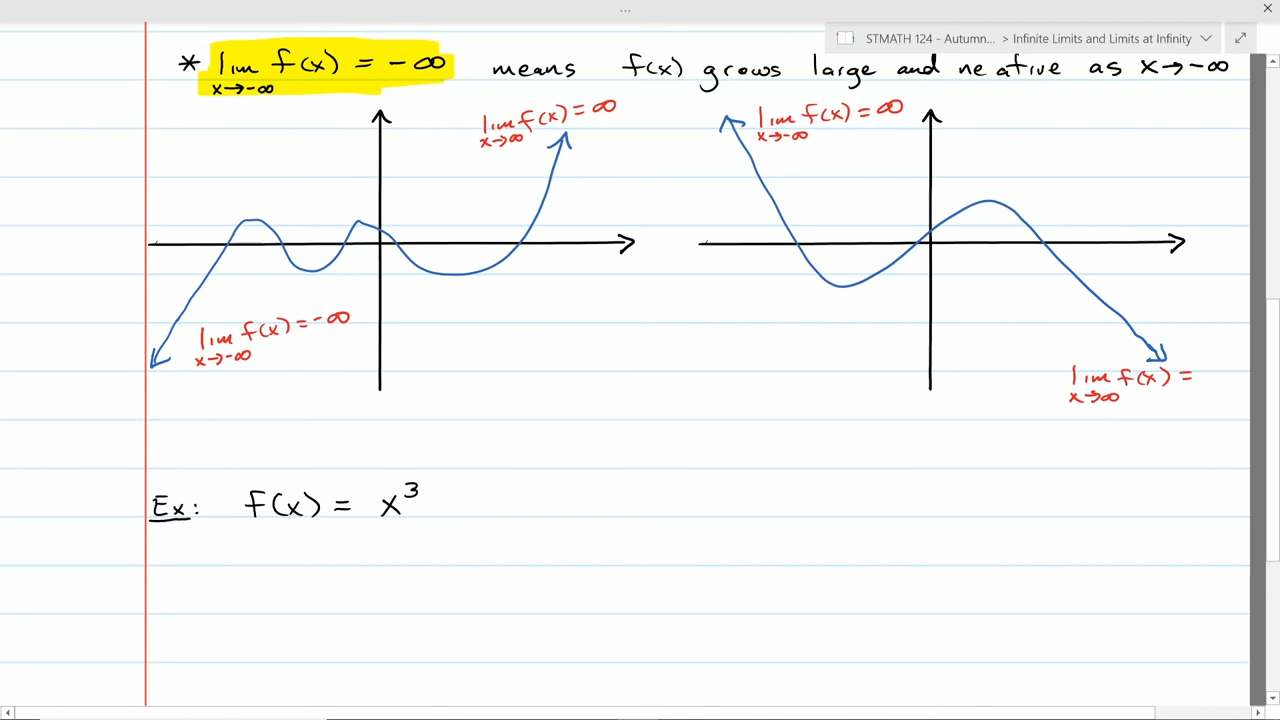 ...
STMATH 124 - Autumn... > Infinite Limits and Limits at Infinity
* lim f(x) = -∞ means f(x) grows large and neative as x→-∞
x→-∞
lim f(x) = ∞
x→∞
lim f(x) = ∞
x→-∞
lim f(x) = -∞
x→-∞
lim f(x) =
x→∞
Ex: f(x) = x³